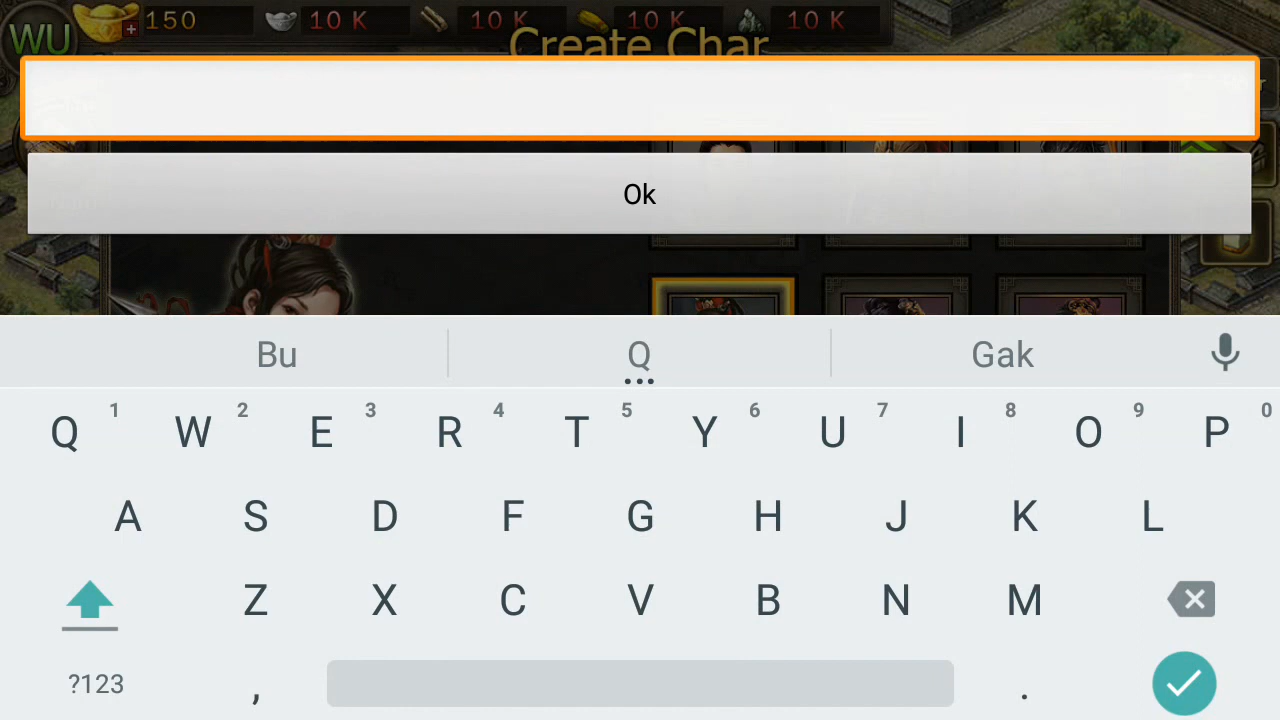 WU
150 10 K 10 K 10 K 10 K
Create Char
Ok
Bu Q Gak
Q 1 W 2 E 3 R 4 T 5 Y 6 U 7 I 8 O 9 P 0
A S D F G H J K L
Z X C V B N M
?123 , .